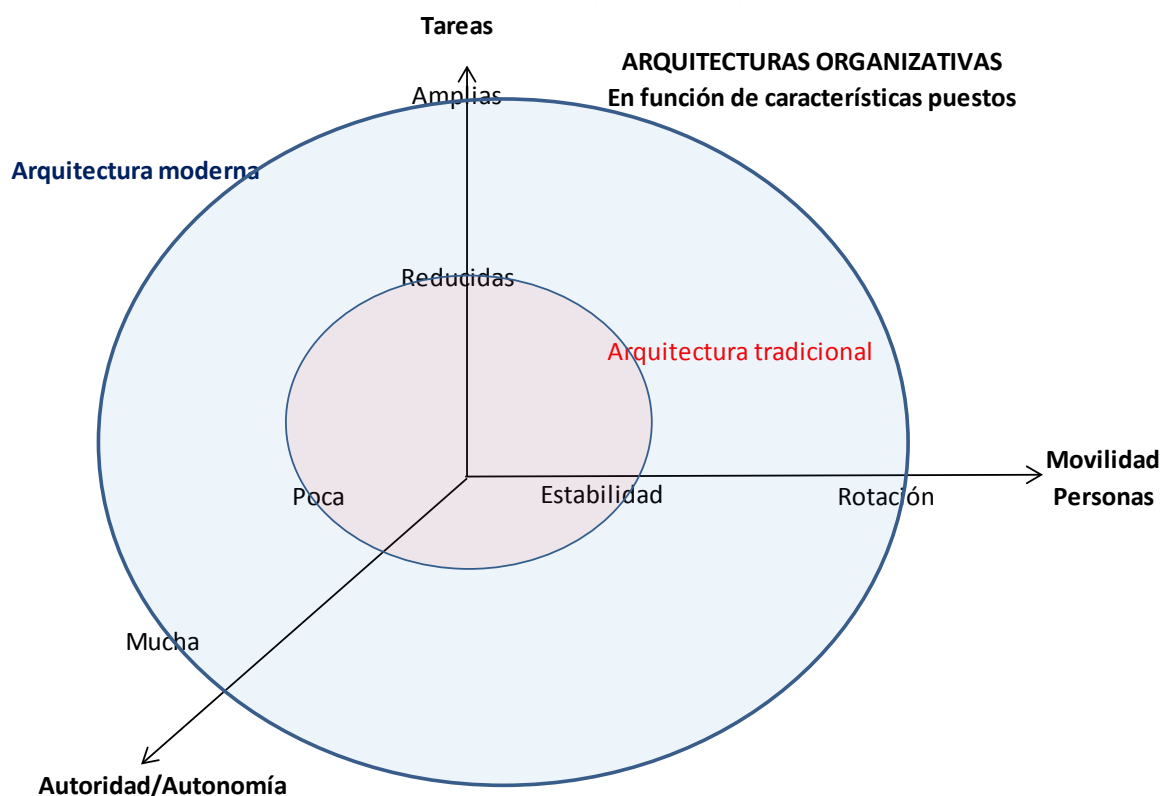 Tareas
ARQUITECTURAS ORGANIZATIVAS
En función de características puestos
Amplias
Arquitectura moderna
Reducidas
Arquitectura tradicional
Movilidad
Personas
Poca
Estabilidad
Rotación
Mucha
Autoridad/Autonomía